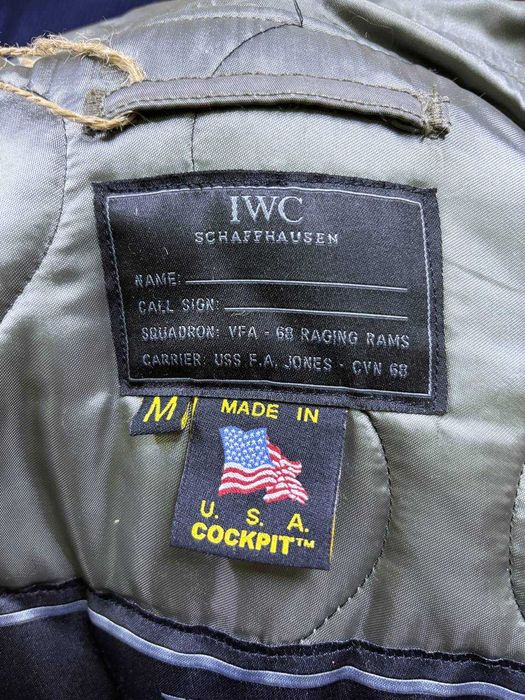 IWC
SCHAFFHAUSEN
NAME:
CALL SIGN:
SQUADRON: VFA - 68 RAGING RAMS
CARRIER: USS F.A. JONES - CVN 68
M
MADE IN
U. S. A.
COCKPIT™